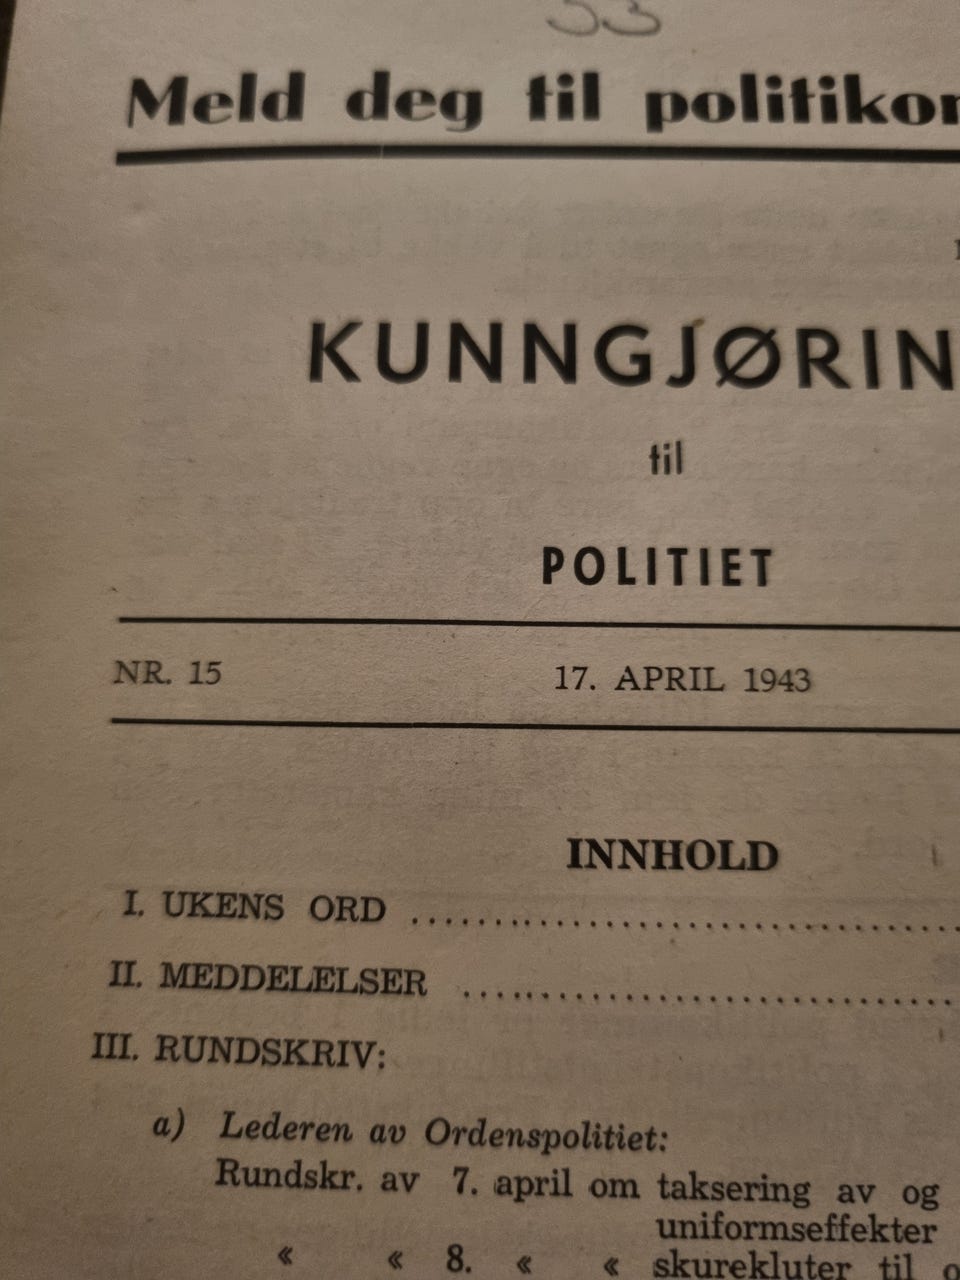 53
Meld deg til politikor
KUNNGJØRIN
til
POLITIET
NR. 15 17. APRIL 1943
INNHOLD
I. UKENS ORD ........................................
II. MEDDELELSER ...................................
III. RUNDSKRIV:
a) Lederen av Ordenspolitiet:
Rundskr. av 7. april om taksering av og
uniformseffekter
« « 8. « « skurekluter til